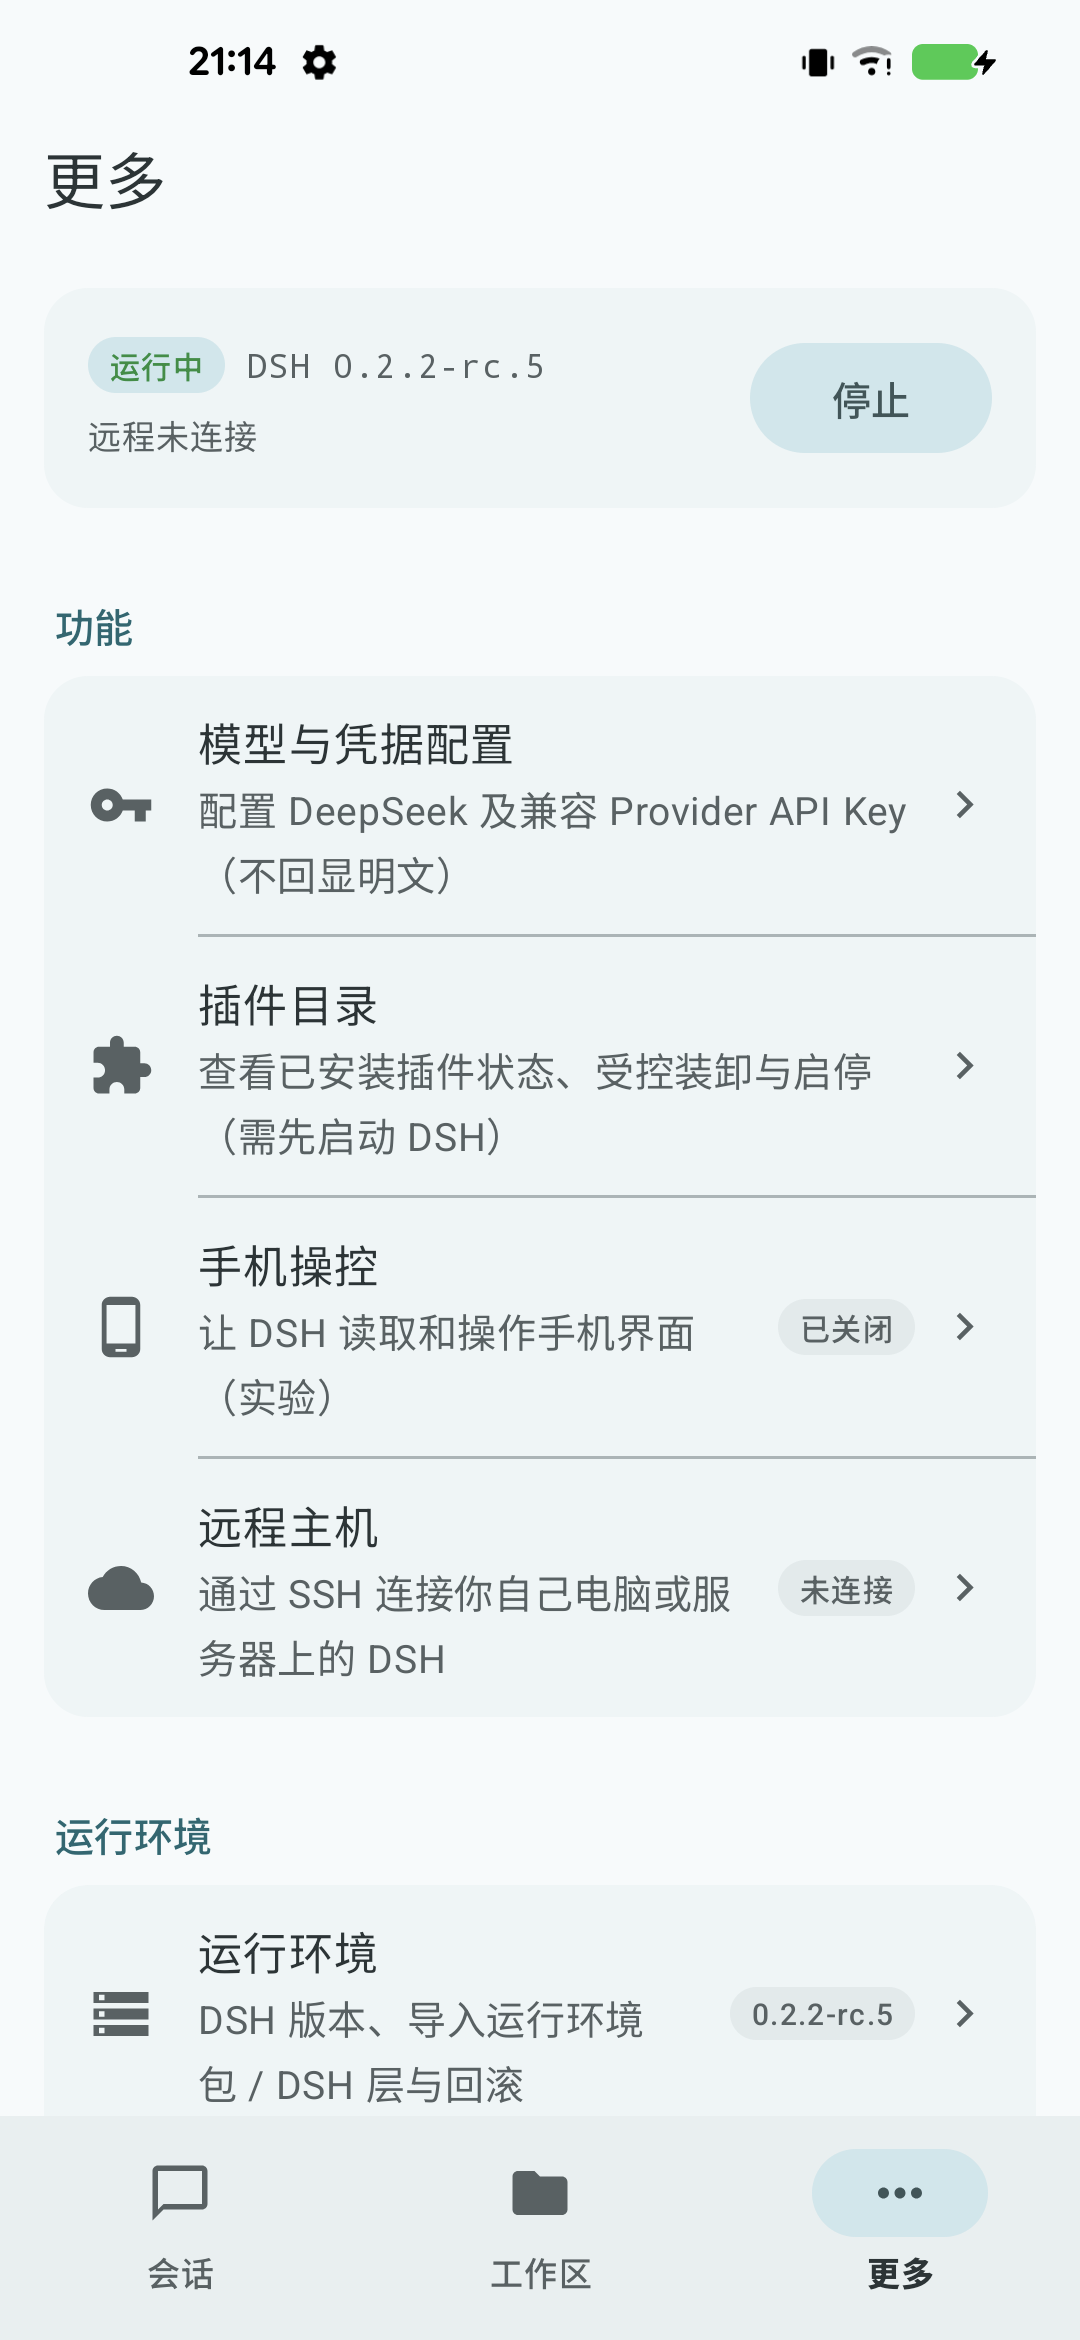 21:14
更多
运行中 DSH 0.2.2-rc.5
远程未连接
停止
功能
模型与凭据配置
配置 DeepSeek 及兼容 Provider API Key
（不回显明文）
插件目录
查看已安装插件状态、受控装卸与启停
（需先启动 DSH）
手机操控
让 DSH 读取和操作手机界面
（实验）
已关闭
远程主机
通过 SSH 连接你自己电脑或服
务器上的 DSH
未连接
运行环境
运行环境
DSH 版本、导入运行环境
包 / DSH 层与回滚
0.2.2-rc.5
会话
工作区
更多